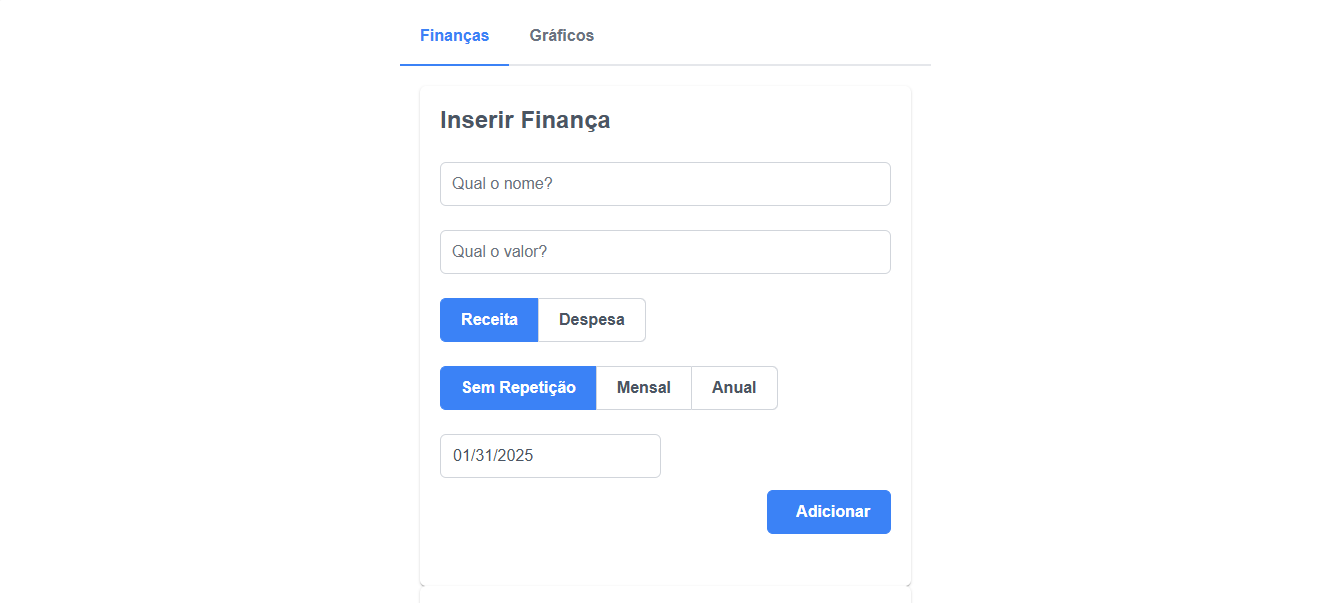 Finanças Gráficos
Inserir Finança
Qual o nome?
Qual o valor?
Receita Despesa
Sem Repetição Mensal Anual
01/31/2025
Adicionar